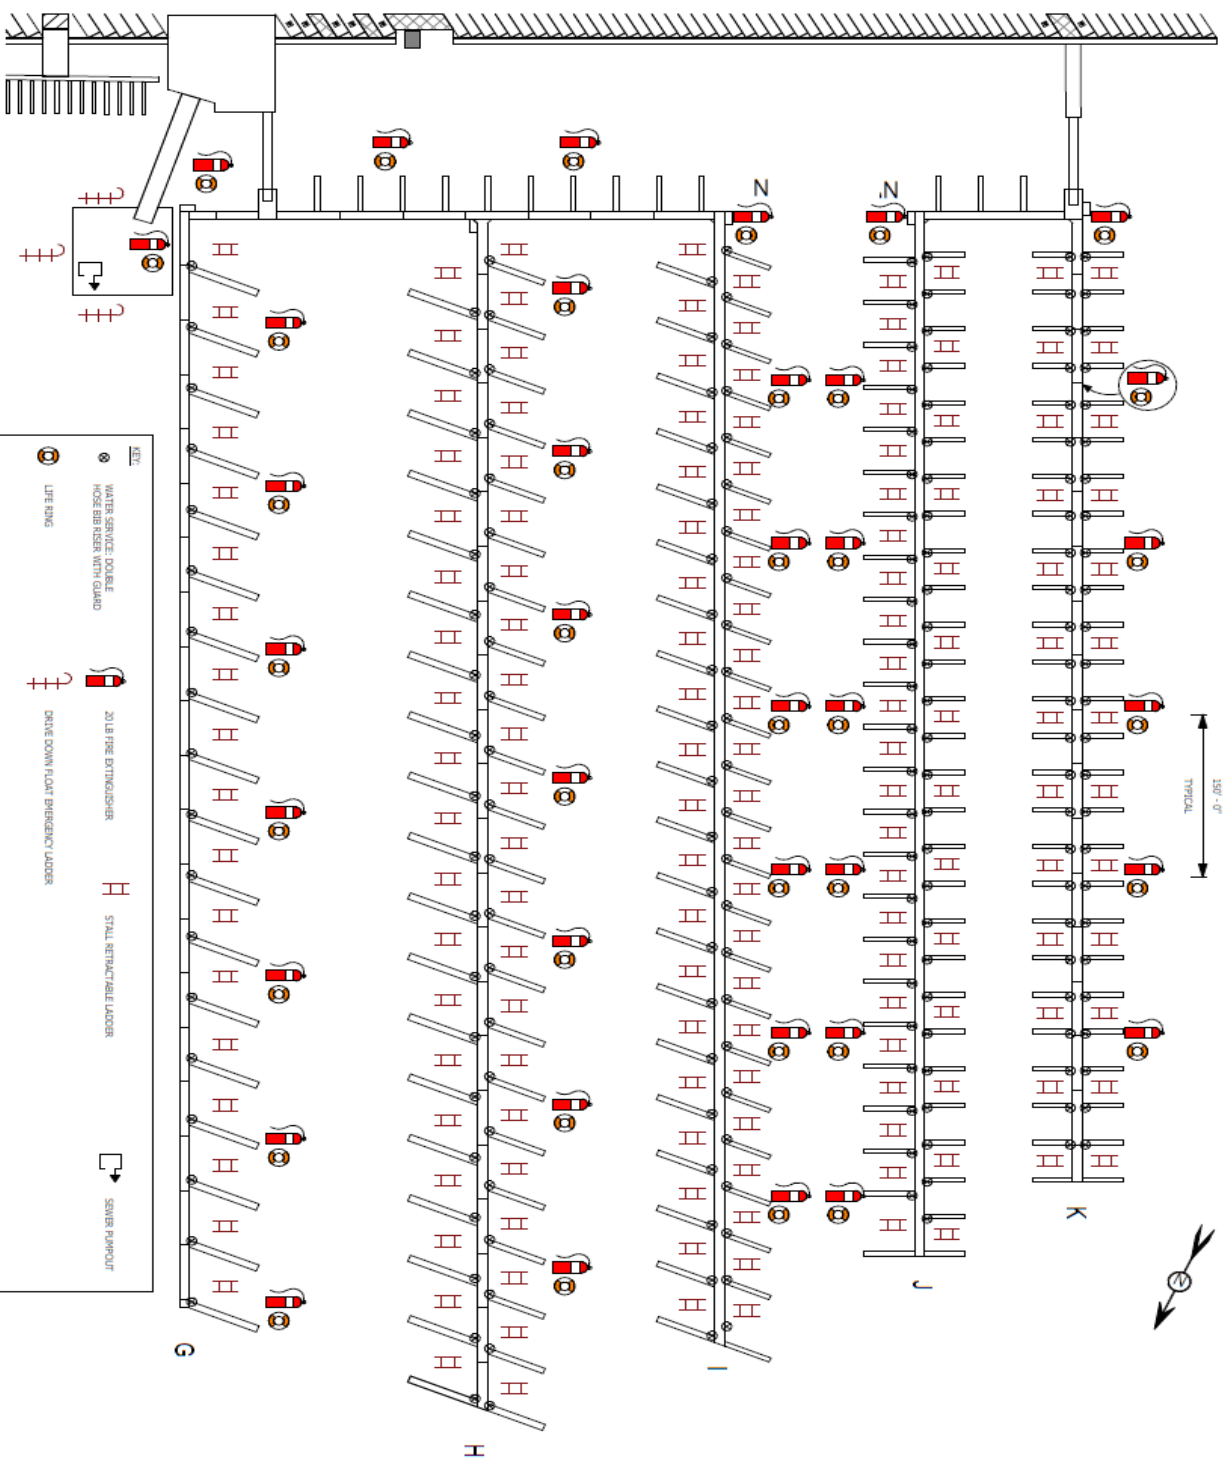 N
N
KEY:
WATER SERVICE: DOUBLE
HOSE BIB RISER WITH GUARD
LIFE RING
20 LB FIRE EXTINGUISHER
DRIVE DOWN FLOAT EMERGENCY LADDER
STALL RETRACTABLE LADDER
SEWER PUMPOUT
150' - 0"
TYPICAL
G
H
I
J
K
N